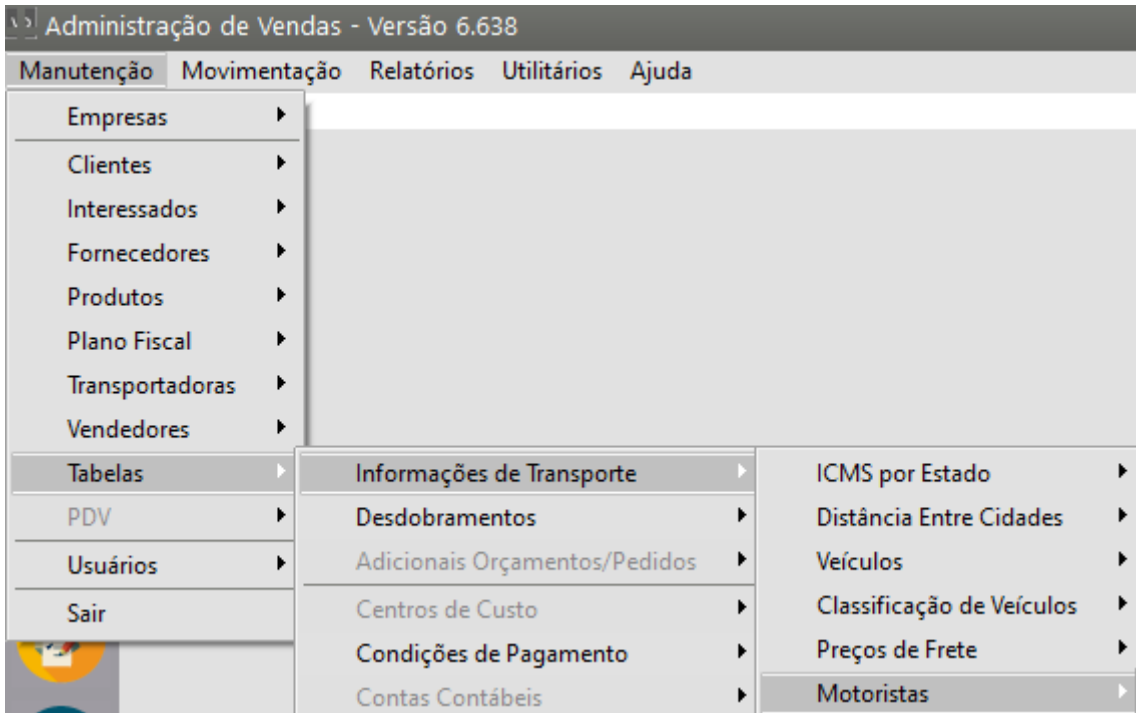 Administração de Vendas - Versão 6.638
Manutenção Movimentação Relatórios Utilitários Ajuda
Empresas
Clientes
Interessados
Fornecedores
Produtos
Plano Fiscal
Transportadoras
Vendedores
Tabelas
PDV
Usuários
Sair
Informações de Transporte
Desdobramentos
Adicionais Orçamentos/Pedidos
Centros de Custo
Condições de Pagamento
Contas Contábeis
ICMS por Estado
Distância Entre Cidades
Veículos
Classificação de Veículos
Preços de Frete
Motoristas